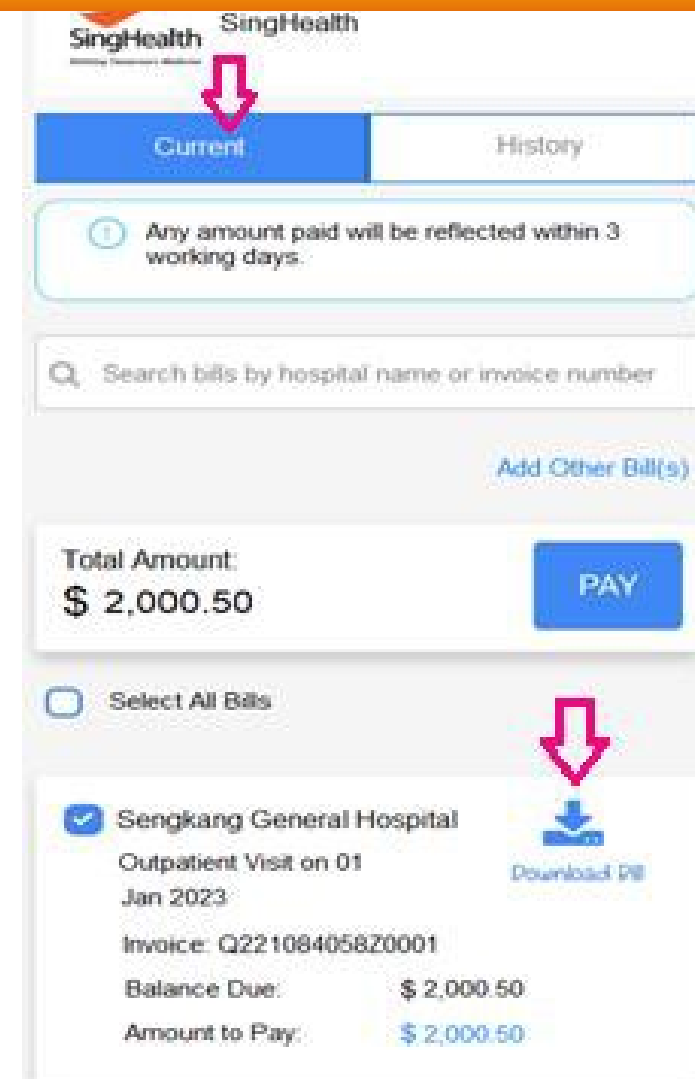 SingHealth
SingHealth
Current
History
Any amount paid will be reflected within 3
working days.
Search bills by hospital name or invoice number
Add Other Bill(s)
Total Amount:
$ 2,000.50
PAY
Select All Bills
Sengkang General Hospital
Outpatient Visit on 01
Jan 2023
Download Bill
Invoice: Q221084058Z0001
Balance Due: $ 2,000.50
Amount to Pay: $ 2,000.50